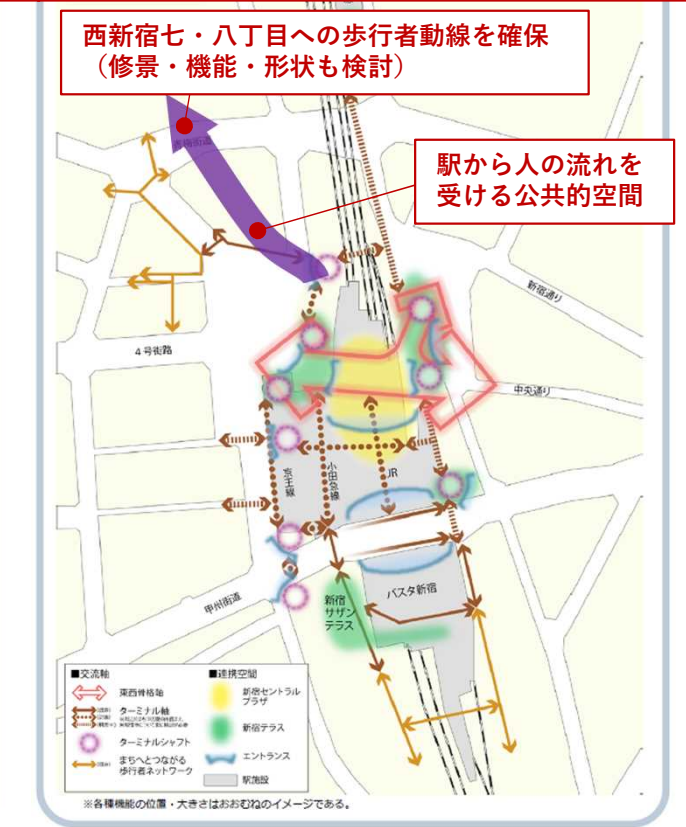 西新宿七・八丁目への歩行者動線を確保
（修景・機能・形状も検討）
青梅街道
駅から人の流れを
受ける公共的空間
新宿通り
4号街路
中央通り
京王線
小田急線
JR
甲州街道
新宿
サザン
テラス
バスタ新宿
■交流軸
東西骨格軸
ターミナル軸
ターミナルシャフト
まちへとつながる
歩行者ネットワーク
■連携空間
新宿セントラル
プラザ
新宿テラス
エントランス
駅施設
※各種機能の位置・大きさはおおむねのイメージである。